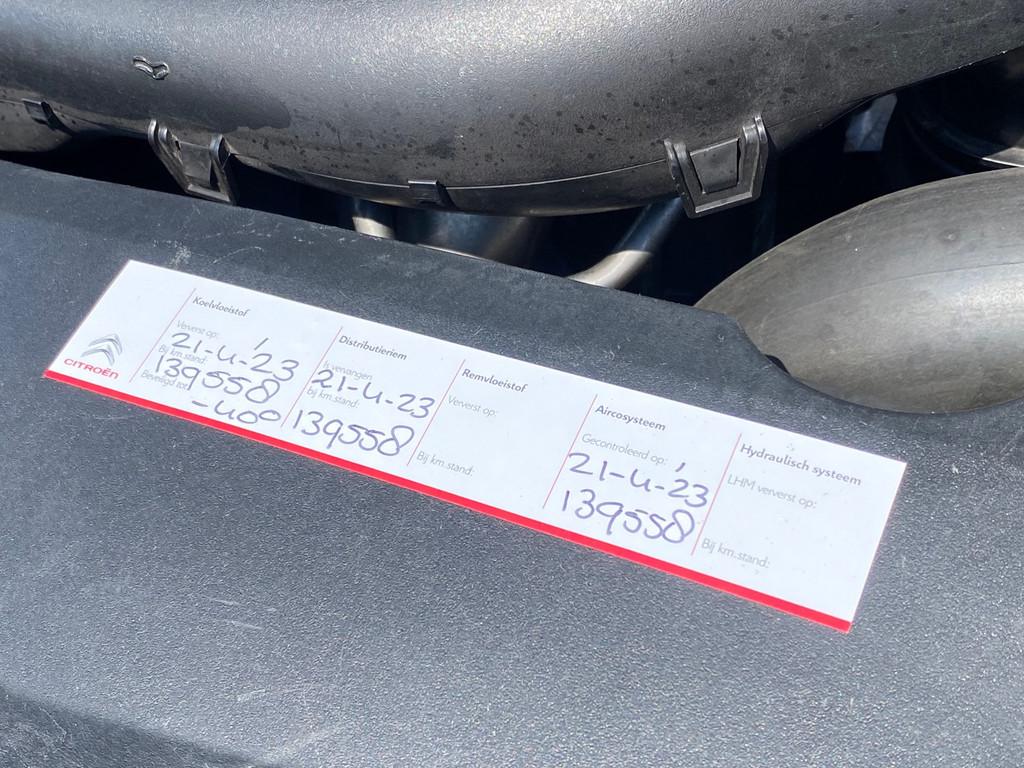 CITROËN
Koelvloeistof
Ververst op:
21-4-'23
Bij km.stand:
139558
Beveiligd tot:
-40°
Distributieriem
Is vervangen
21-4-23
bij km.stand:
139558
Remvloeistof
Ververst op:
Bij km.stand:
Aircosysteem
Gecontroleerd op:
21-4-'23
139558
Hydraulisch systeem
LHM ververst op:
Bij km.stand: